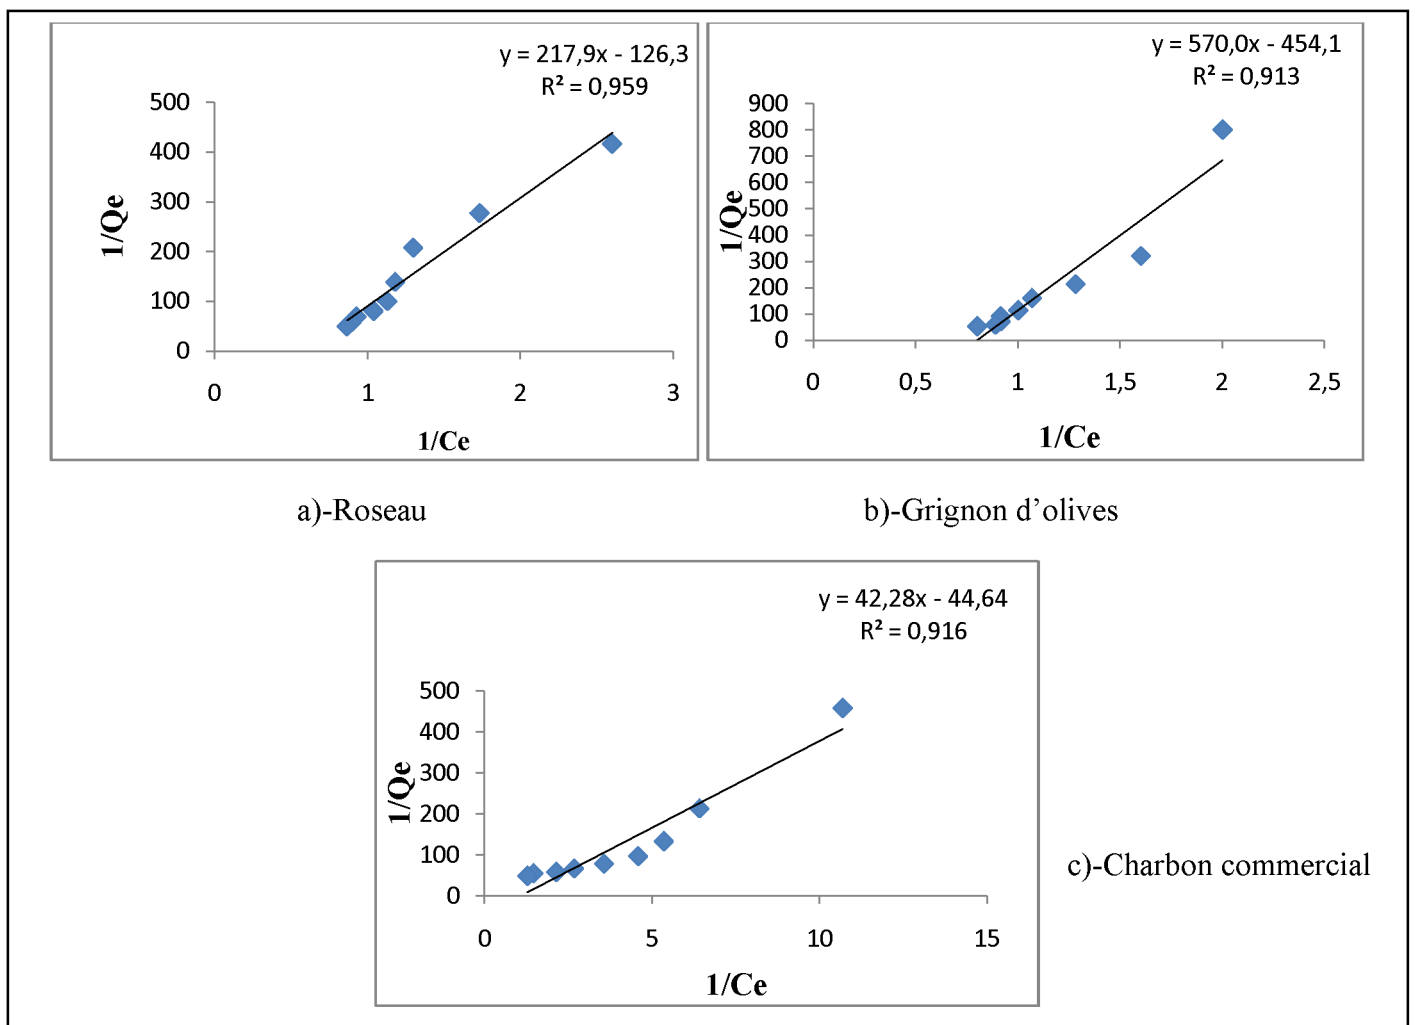 y = 217,9x - 126,3
R² = 0,959
500
400
300
200
100
0
1/Qe
0 1 2 3
1/Ce
y = 570,0x - 454,1
R² = 0,913
900
800
700
600
500
400
300
200
100
0
1/Qe
0 0,5 1 1,5 2 2,5
1/Ce
a)-Roseau
b)-Grignon d’olives
y = 42,28x - 44,64
R² = 0,916
500
400
300
200
100
0
1/Qe
0 5 10 15
1/Ce
c)-Charbon commercial